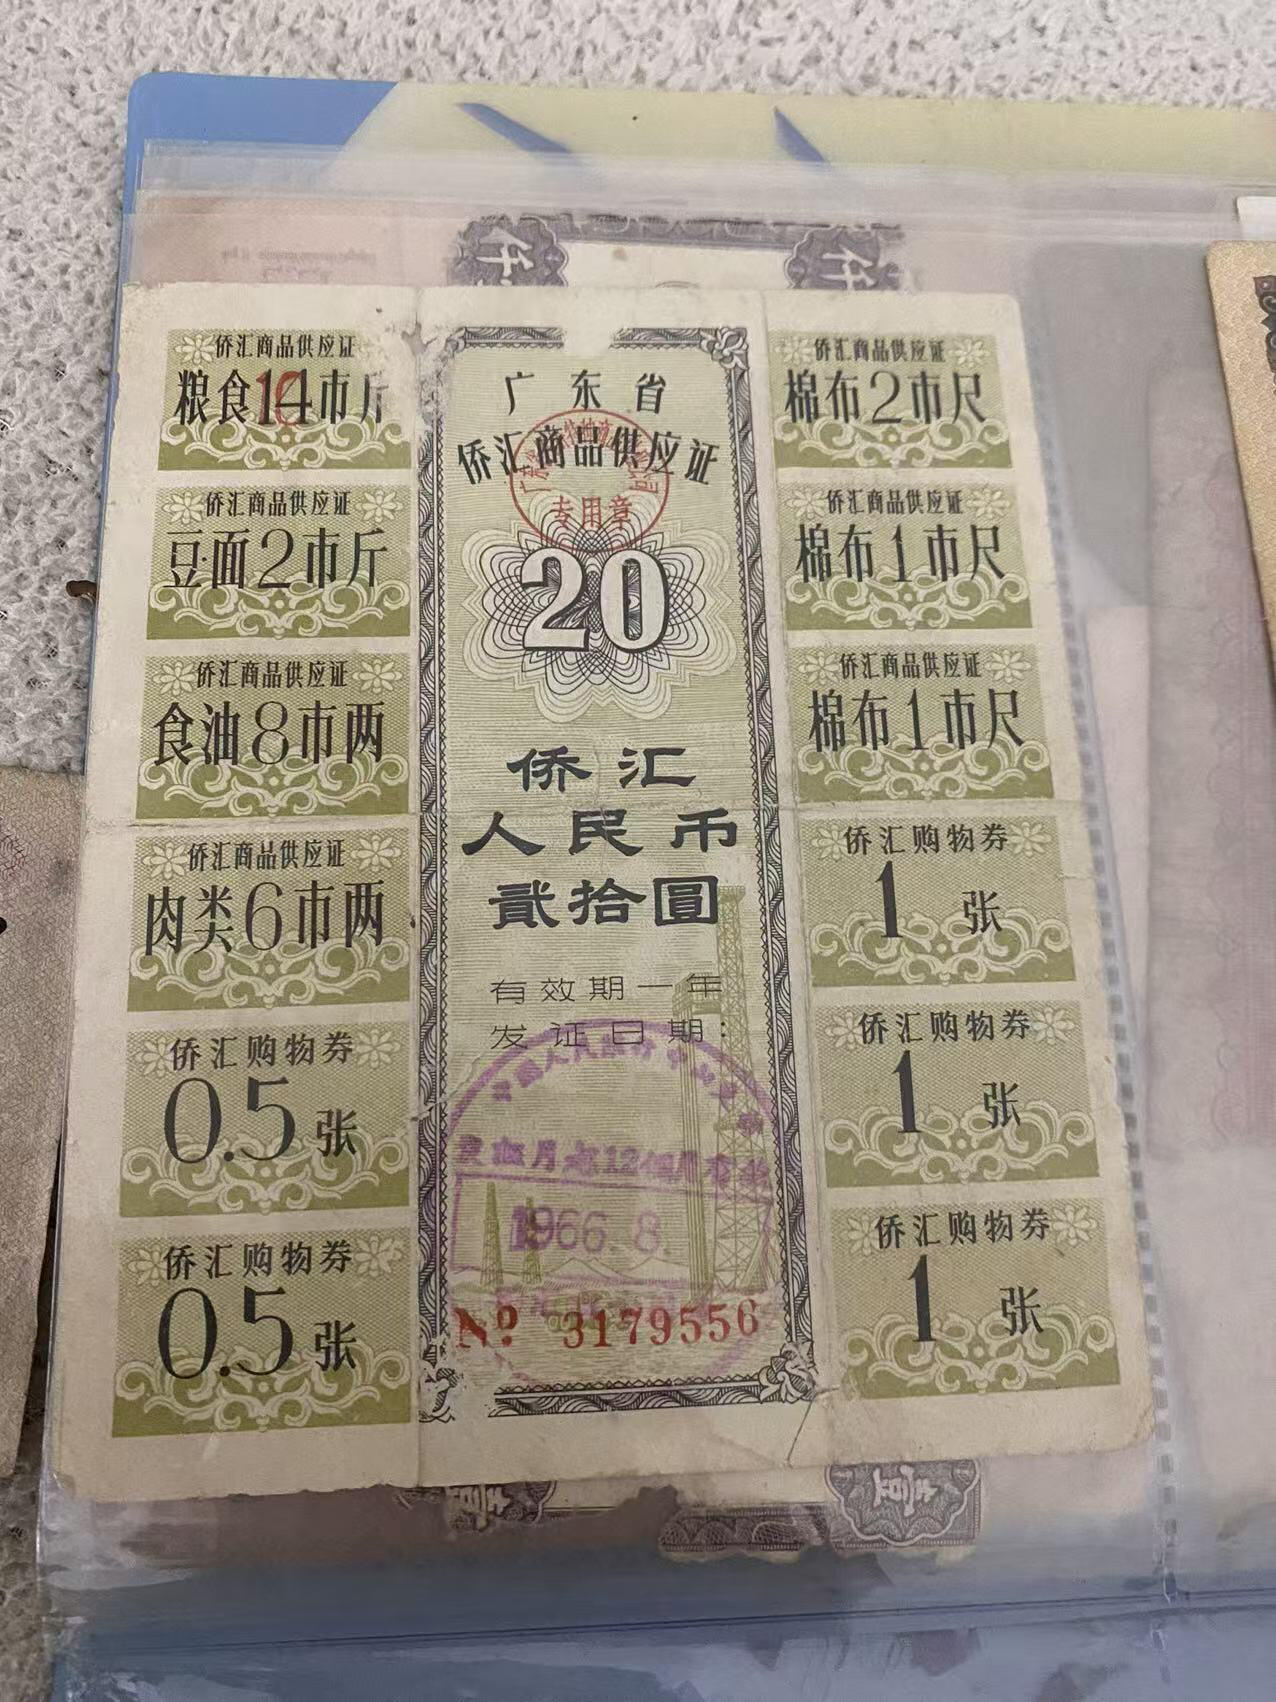 仟
仟
侨汇商品供应证
粮食14市斤
侨汇商品供应证
豆面2市斤
侨汇商品供应证
食油8市两
侨汇商品供应证
肉类6市两
侨汇购物券
0.5张
侨汇购物券
0.5张
广东省
侨汇商品供应证
专用章
20
侨汇
人民币
贰拾圆
有效期一年
发证日期：
1966.8.
№ 3179556
侨汇商品供应证
棉布2市尺
侨汇商品供应证
棉布1市尺
侨汇商品供应证
棉布1市尺
侨汇购物券
1张
侨汇购物券
1张
侨汇购物券
1张
壹
壹